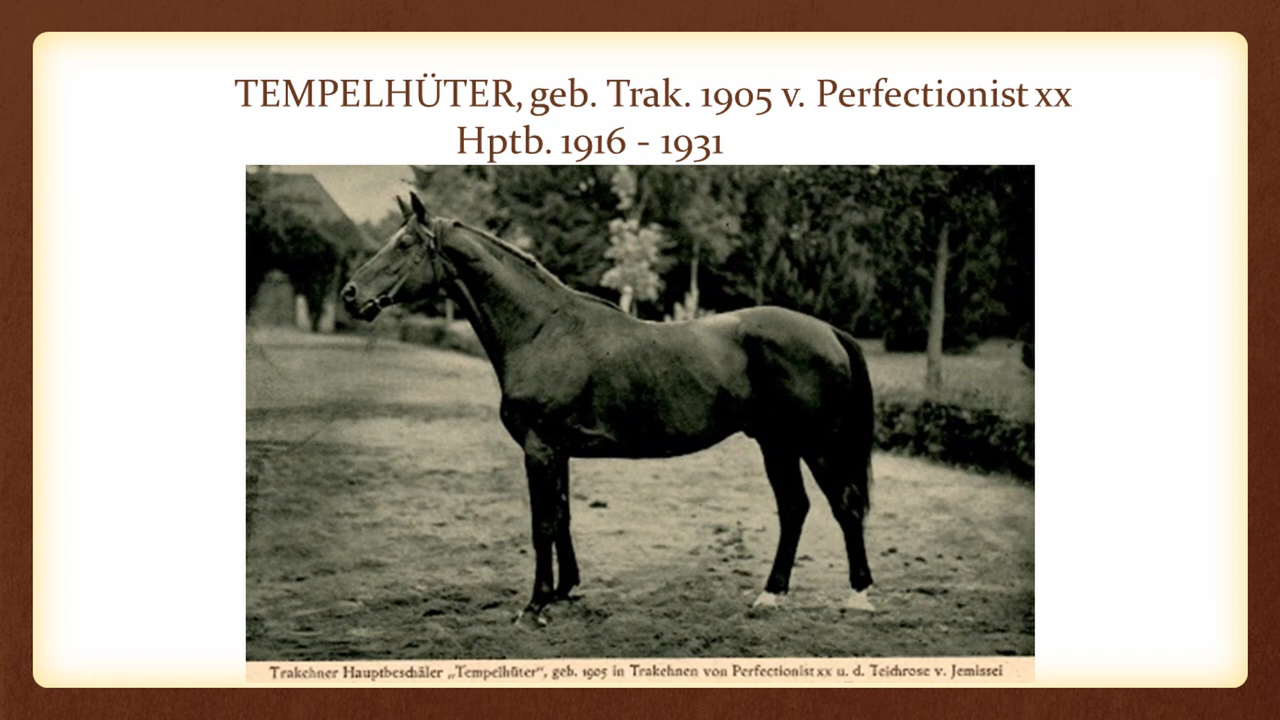 TEMPELHÜTER, geb. Trak. 1905 v. Perfectionist xx
Hptb. 1916 - 1931
Trakehner Hauptbeschäler „Tempelhüter“, geb. 1905 in Trakehnen von Perfectionist xx u. d. Teichrose v. Jemissei